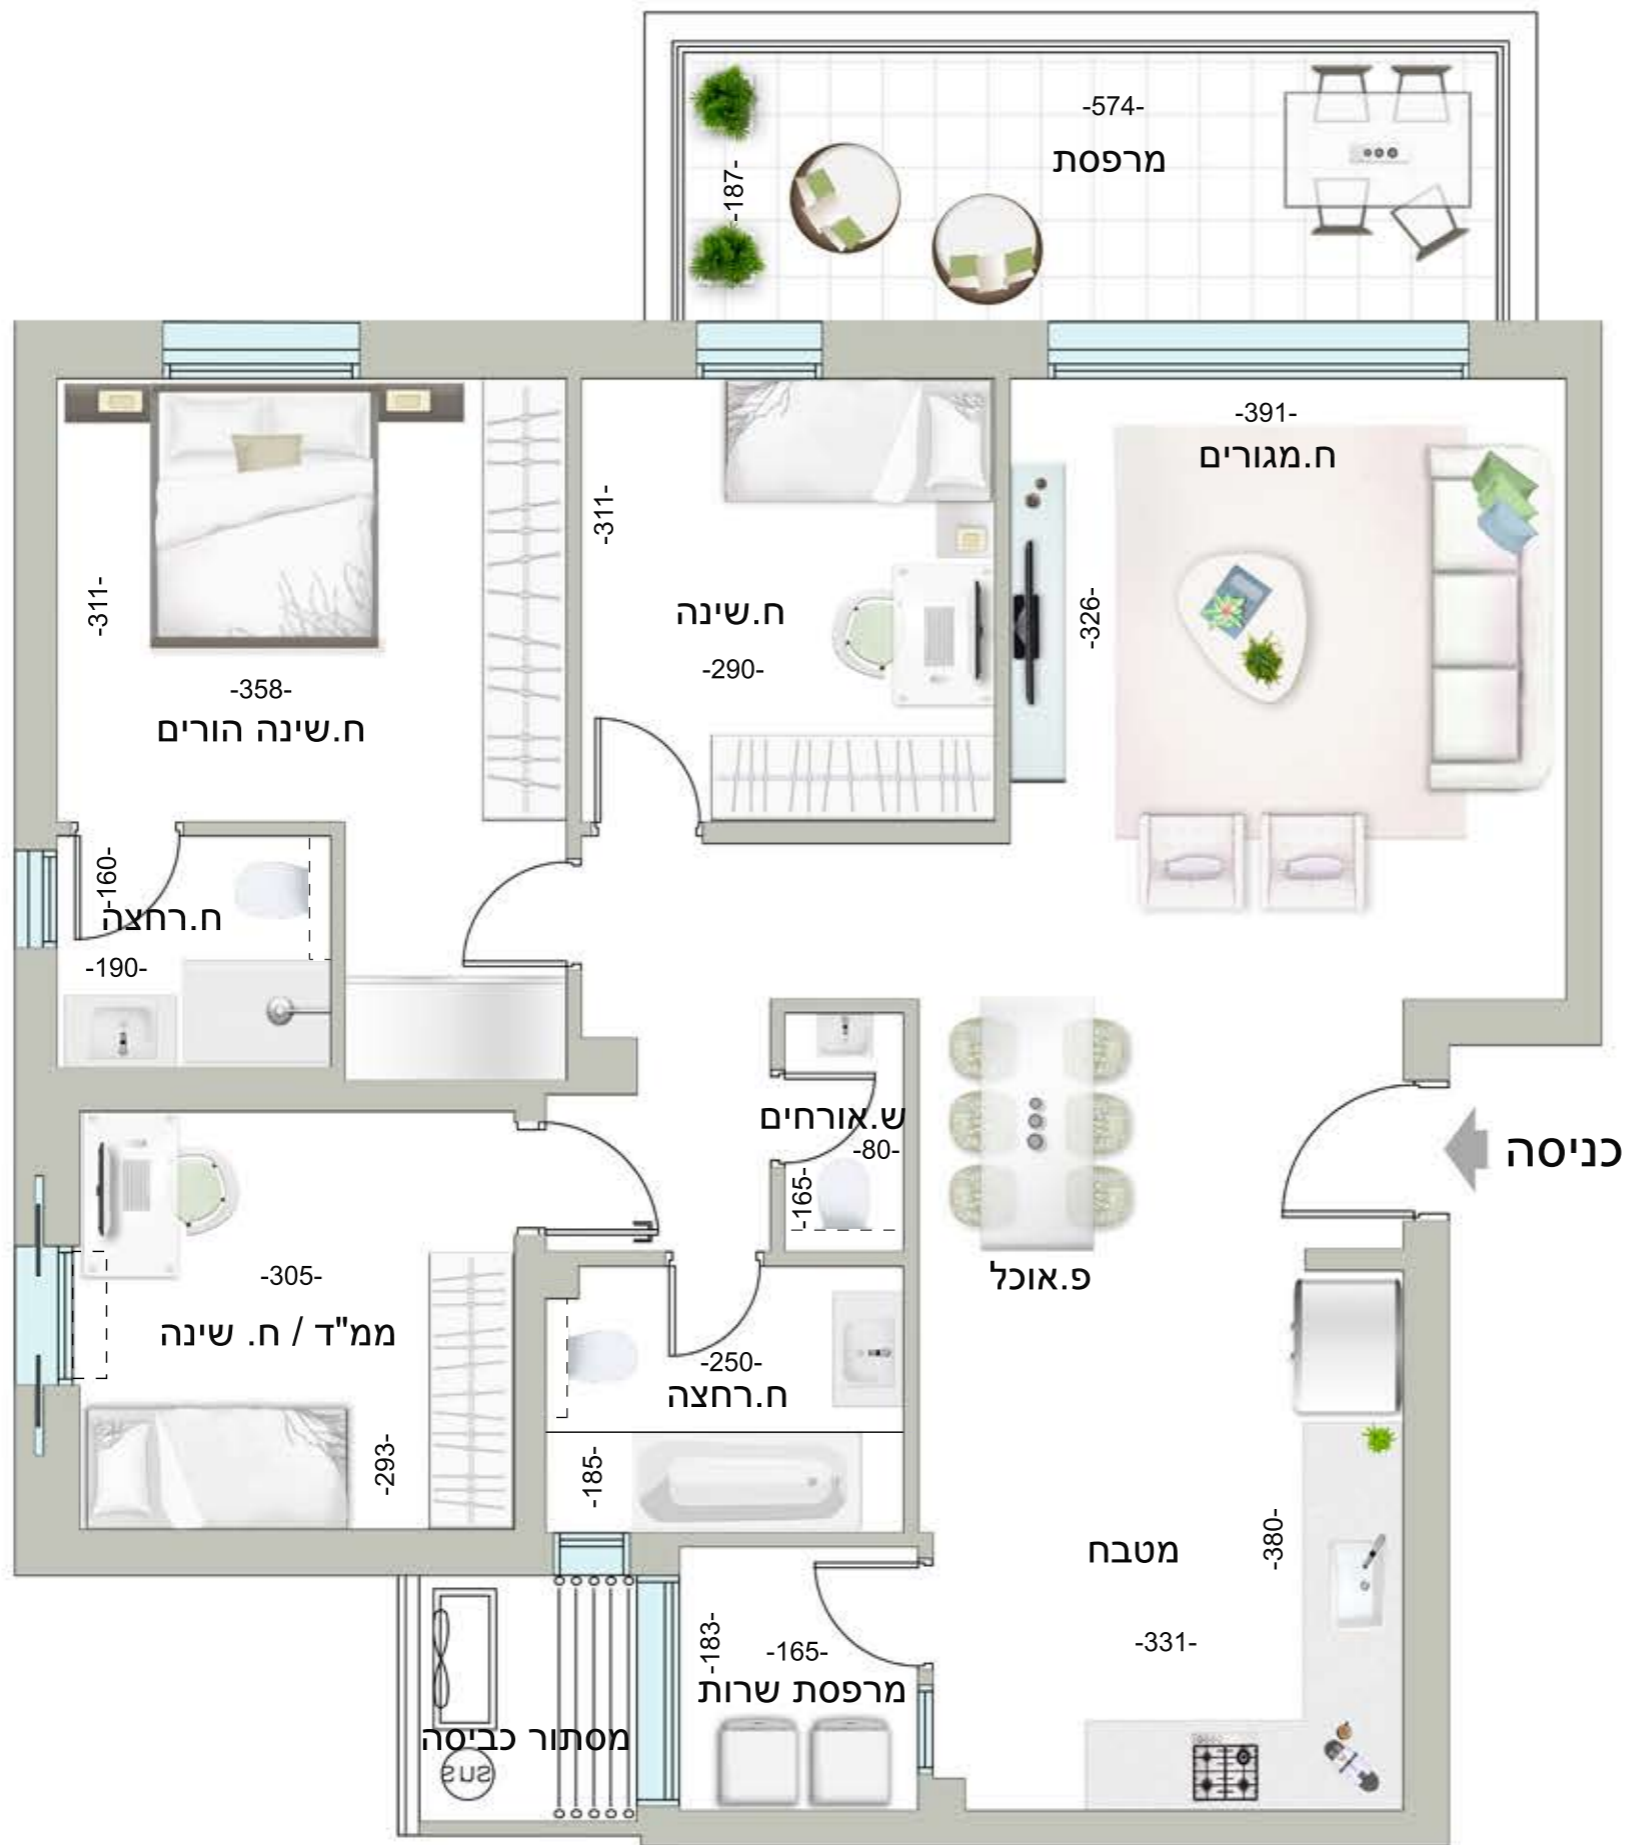 -574-
מרפסת
-187-
-391-
ח.מגורים
-326-
-311-
ח.שינה
-290-
-311-
-358-
ח.שינה הורים
-160-
ח.רחצה
-190-
ש.אורחים
-80-
-165-
כניסה
פ.אוכל
-305-
ממ"ד / ח. שינה
-293-
-250-
ח.רחצה
-185-
מטבח
-380-
-331-
-183-
-165-
מרפסת שרות
מסתור כביסה
sus